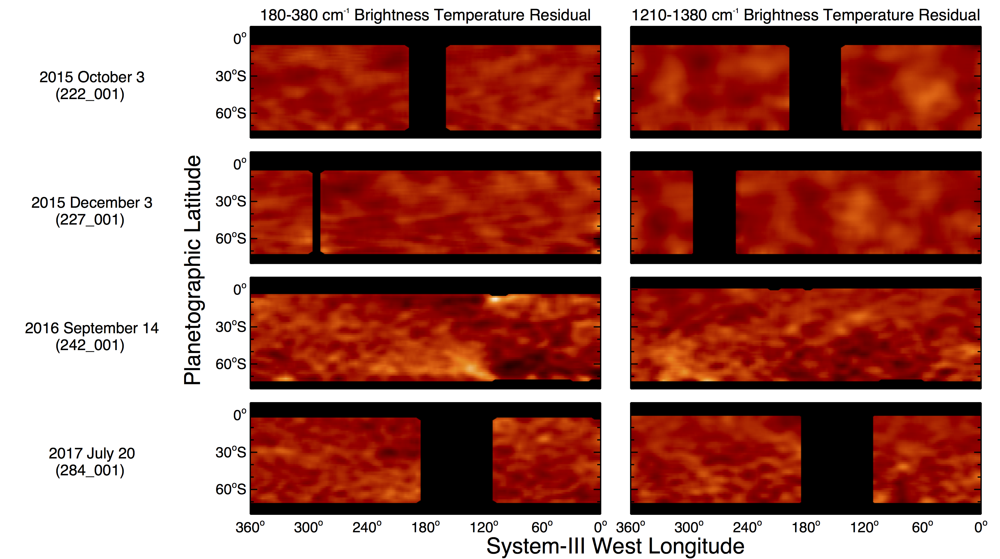 180-380 cm⁻¹ Brightness Temperature Residual
1210-1380 cm⁻¹ Brightness Temperature Residual
2015 October 3
(222_001)
0°
30°S
60°S
2015 December 3
(227_001)
0°
30°S
60°S
2016 September 14
(242_001)
0°
30°S
60°S
2017 July 20
(284_001)
0°
30°S
60°S
Planetographic Latitude
360° 300° 240° 180° 120° 60° 0°
360° 300° 240° 180° 120° 60° 0°
System-III West Longitude